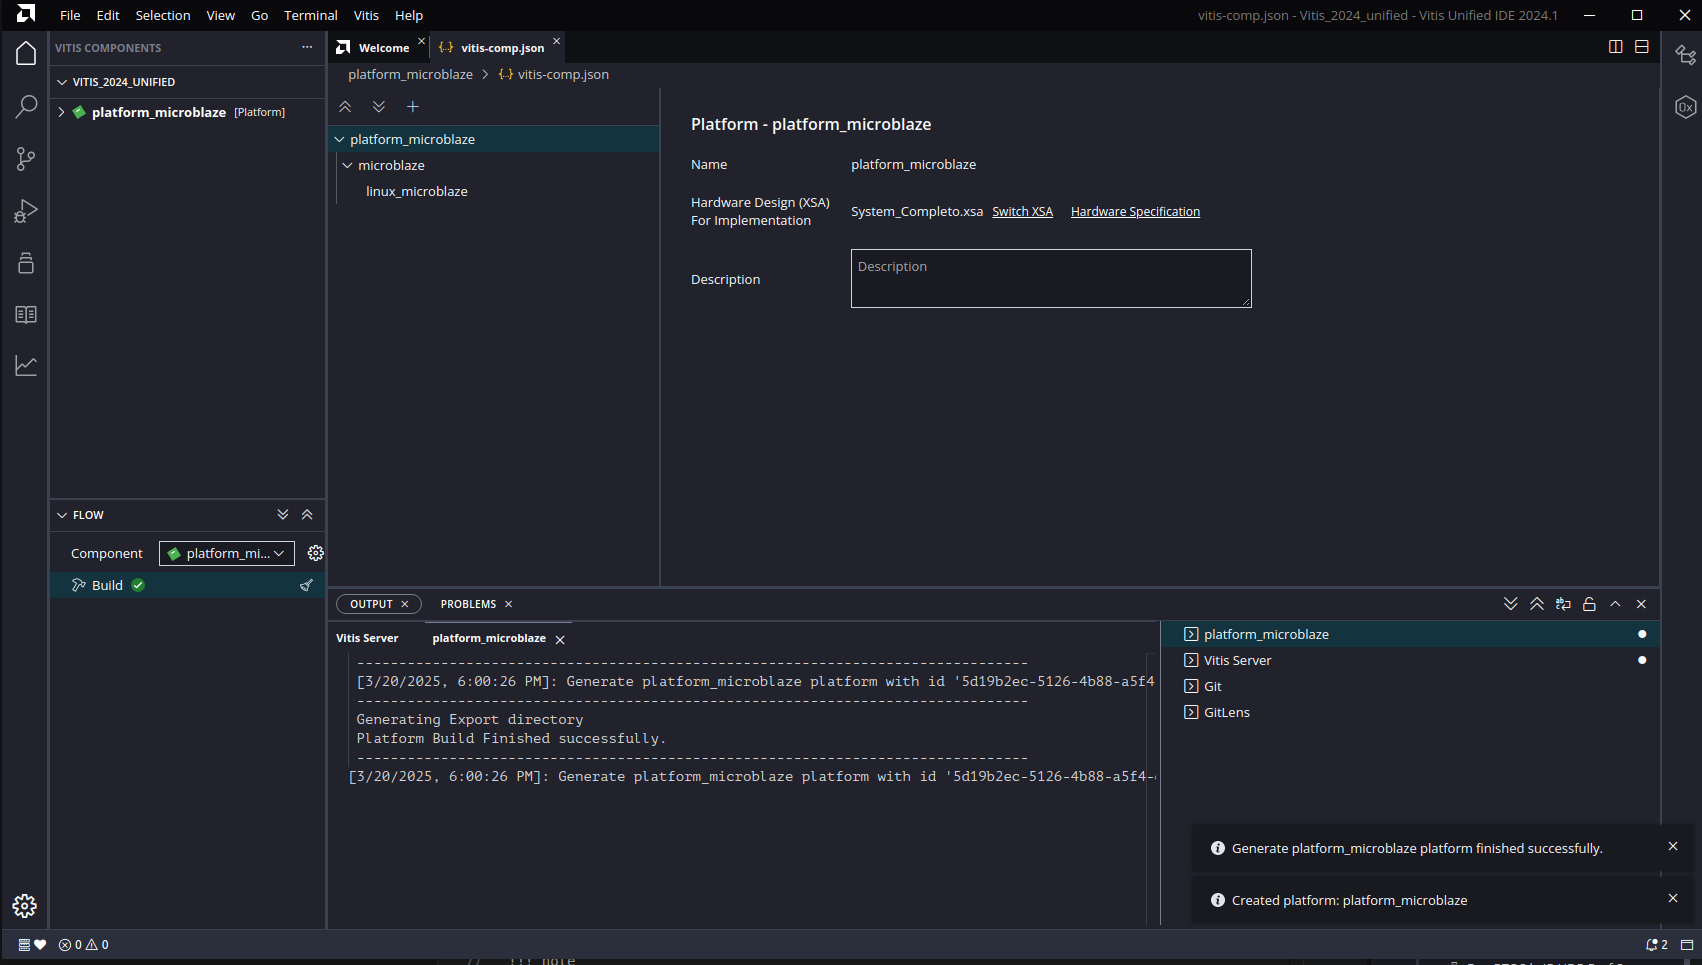 File Edit Selection View Go Terminal Vitis Help
vitis-comp.json - Vitis_2024_unified - Vitis Unified IDE 2024.1
VITIS COMPONENTS
VITIS_2024_UNIFIED
platform_microblaze [Platform]
FLOW
Component platform_mi...
Build
Welcome
{..} vitis-comp.json
platform_microblaze > {..} vitis-comp.json
platform_microblaze
microblaze
linux_microblaze
Platform - platform_microblaze
Name platform_microblaze
Hardware Design (XSA)
For Implementation
System_Completo.xsa Switch XSA Hardware Specification
Description
Description
OUTPUT
PROBLEMS
Vitis Server
platform_microblaze
--------------------------------------------------------------------------------
[3/20/2025, 6:00:26 PM]: Generate platform_microblaze platform with id '5d19b2ec-5126-4b88-a5f4
--------------------------------------------------------------------------------
Generating Export directory
Platform Build Finished successfully.
--------------------------------------------------------------------------------
[3/20/2025, 6:00:26 PM]: Generate platform_microblaze platform with id '5d19b2ec-5126-4b88-a5f4-
platform_microblaze
Vitis Server
Git
GitLens
Generate platform_microblaze platform finished successfully.
Created platform: platform_microblaze
0 0
2
0x
// !!! note